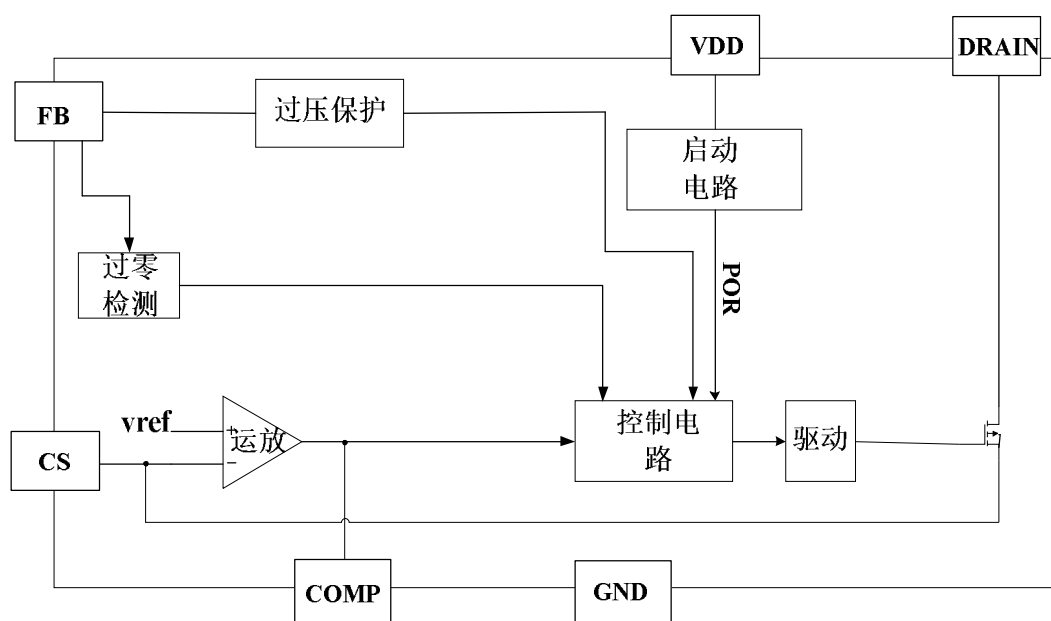 VDD
DRAIN
FB
过压保护
启动
电路
过零
检测
POR
vref
+
运放
-
CS
控制电
路
驱动
COMP
GND